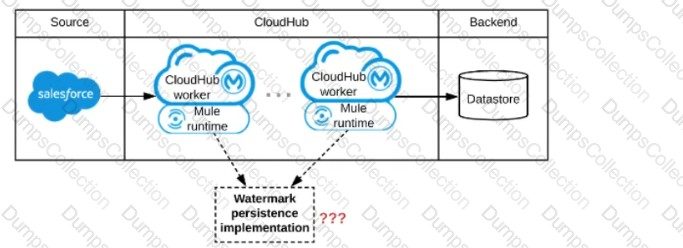 Source
CloudHub
Backend
salesforce
CloudHub
worker
Mule
runtime
CloudHub
worker
Mule
runtime
Datastore
Watermark
persistence
implementation
???
DumpsCollection